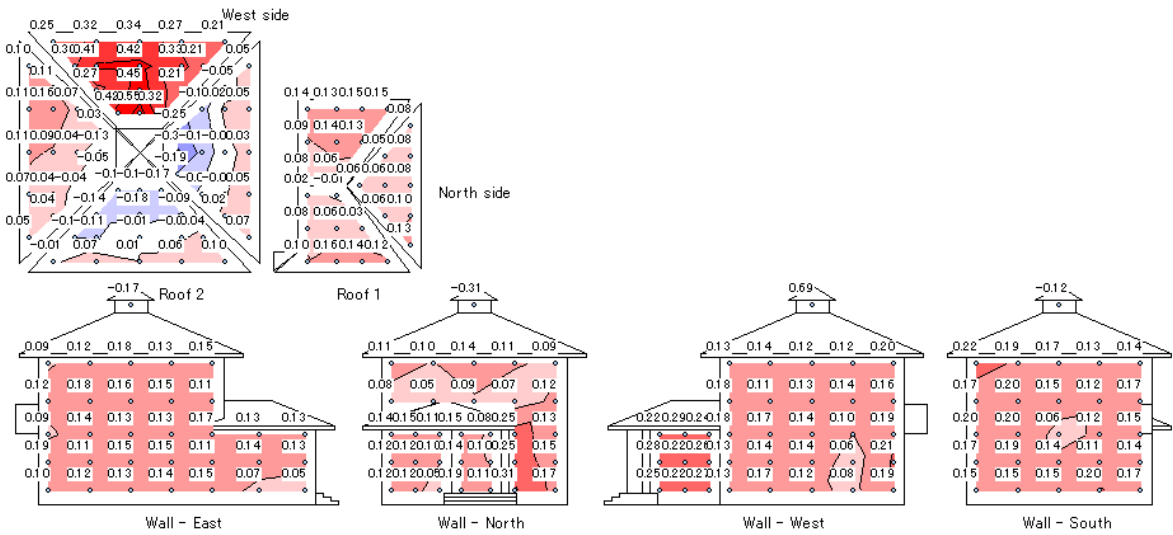 West side
0.25 0.32 0.34 0.27 0.21
0.10 0.30 0.41 0.42 0.33 0.21 0.05
0.11 0.27 0.45 0.21 -0.05
0.11 0.16 0.07 0.42 0.55 0.32 -0.10 0.02 0.05
0.03 -0.25
0.11 0.09 -0.04 -0.13 -0.00 0.03
-0.05 -0.19
0.07 0.04 -0.04 -0.17 0.05
0.04 -0.14 -0.18 -0.09 0.02
0.05 -0.11 -0.01 0.04 0.07
-0.01 0.07 0.01 0.06 0.10
Roof 2
0.14 0.13 0.15 0.15
0.08
0.09 0.14 0.13
0.05 0.08
0.08 0.06
0.06 0.06 0.08
0.02 -0.01
0.06 0.10
0.08 0.06 0.03
0.13
0.10 0.16 0.14 0.12
North side
Roof 1
-0.17
0.09 0.12 0.18 0.13 0.15
0.12 0.18 0.16 0.15 0.11
0.09 0.14 0.13 0.13 0.17 0.13 0.13
0.19 0.11 0.15 0.15 0.11 0.14 0.13
0.10 0.12 0.13 0.14 0.15 0.07 0.05
Wall - East
-0.31
0.11 0.10 0.14 0.11 0.09
0.08 0.05 0.09 0.07 0.12
0.14 0.15 0.11 0.15 0.08 0.25 0.13
0.12 0.12 0.10 0.14 0.10 0.25 0.15
0.12 0.20 0.05 0.19 0.11 0.31 0.17
Wall - North
0.69
0.13 0.14 0.12 0.12 0.20
0.18 0.11 0.13 0.14 0.16
0.22 0.29 0.24 0.18 0.14 0.14 0.10 0.19
0.28 0.22 0.26 0.13 0.14 0.12 0.06 0.21
0.25 0.22 0.27 0.13 0.17 0.12 0.19
Wall - West
-0.12
0.22 0.19 0.17 0.13 0.14
0.17 0.20 0.15 0.12 0.17
0.20 0.20 0.06 0.12 0.15
0.17 0.19 0.14 0.11 0.14
0.15 0.15 0.15 0.20 0.17
Wall - South